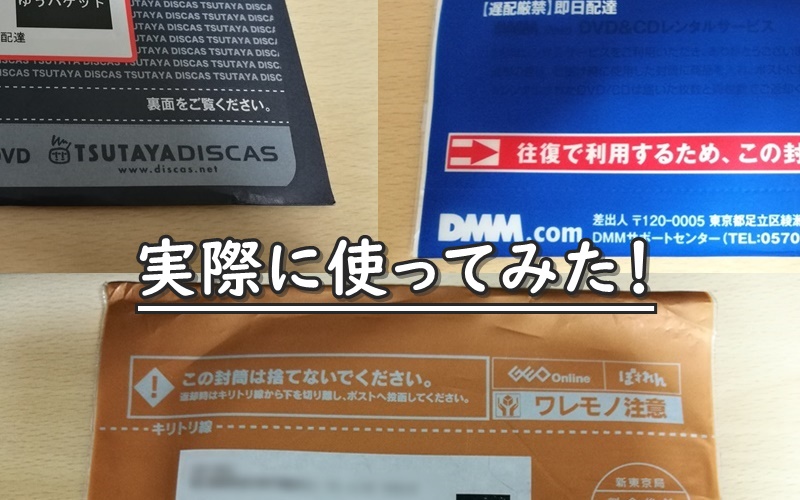 ゆうパケット
配達
TSUTAYA DISCAS TSUTAYA DISCAS
TSUTAYA DISCAS TSUTAYA DISCAS TSUTAYA DISCAS
裏面をご覧ください。
DVD TSUTAYA DISCAS
www.discas.net
【遅配厳禁】即日配達
DVD&CDレンタルサービス
往復で利用するため、この封
DMM.com
差出人 〒120-0005 東京都足立区綾瀬
DMMサポートセンター(TEL:0570
実際に使ってみた!
この封筒は捨てないでください。
返却時はキリトリ線から下を切り離し、ポストへ投函してください。
GEO Online ぽすれん
ワレモノ注意
キリトリ線
新東京局